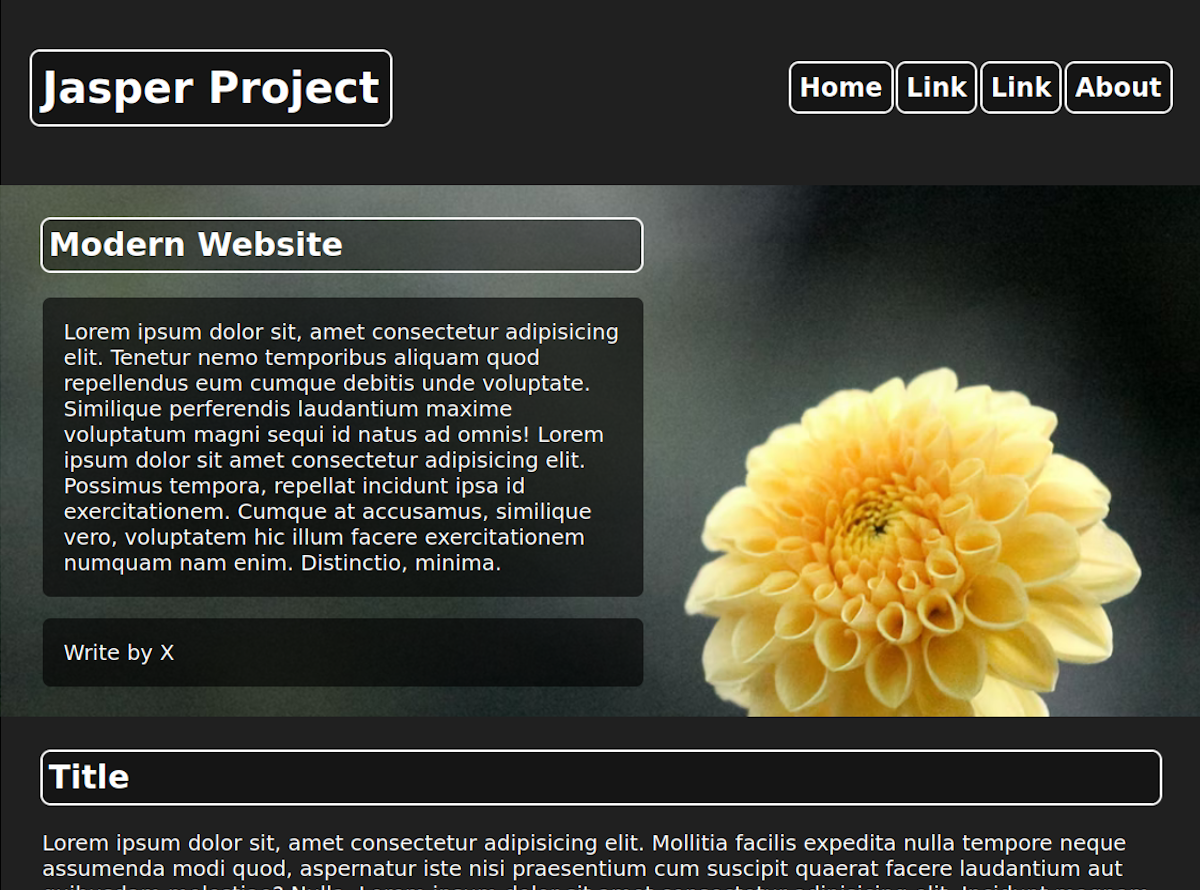 Jasper Project
Home Link Link About
Modern Website
Lorem ipsum dolor sit, amet consectetur adipisicing
elit. Tenetur nemo temporibus aliquam quod
repellendus eum cumque debitis unde voluptate.
Similique perferendis laudantium maxime
voluptatum magni sequi id natus ad omnis! Lorem
ipsum dolor sit amet consectetur adipisicing elit.
Possimus tempora, repellat incidunt ipsa id
exercitationem. Cumque at accusamus, similique
vero, voluptatem hic illum facere exercitationem
numquam nam enim. Distinctio, minima.
Write by X
Title
Lorem ipsum dolor sit, amet consectetur adipisicing elit. Mollitia facilis expedita nulla tempore neque
assumenda modi quod, aspernatur iste nisi praesentium cum suscipit quaerat facere laudantium aut